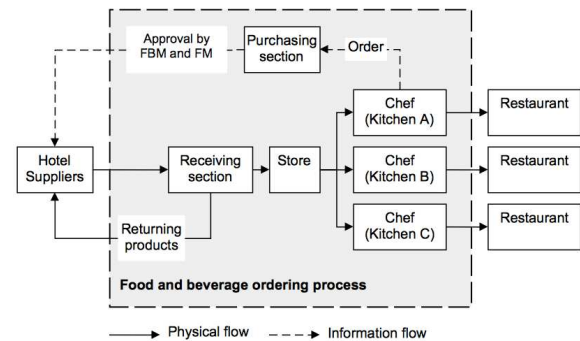 Approval by
FBM and FM
Purchasing
section
Order
Chef
(Kitchen A)
Restaurant
Hotel
Suppliers
Receiving
section
Store
Chef
(Kitchen B)
Restaurant
Returning
products
Chef
(Kitchen C)
Restaurant
Food and beverage ordering process
Physical flow
Information flow